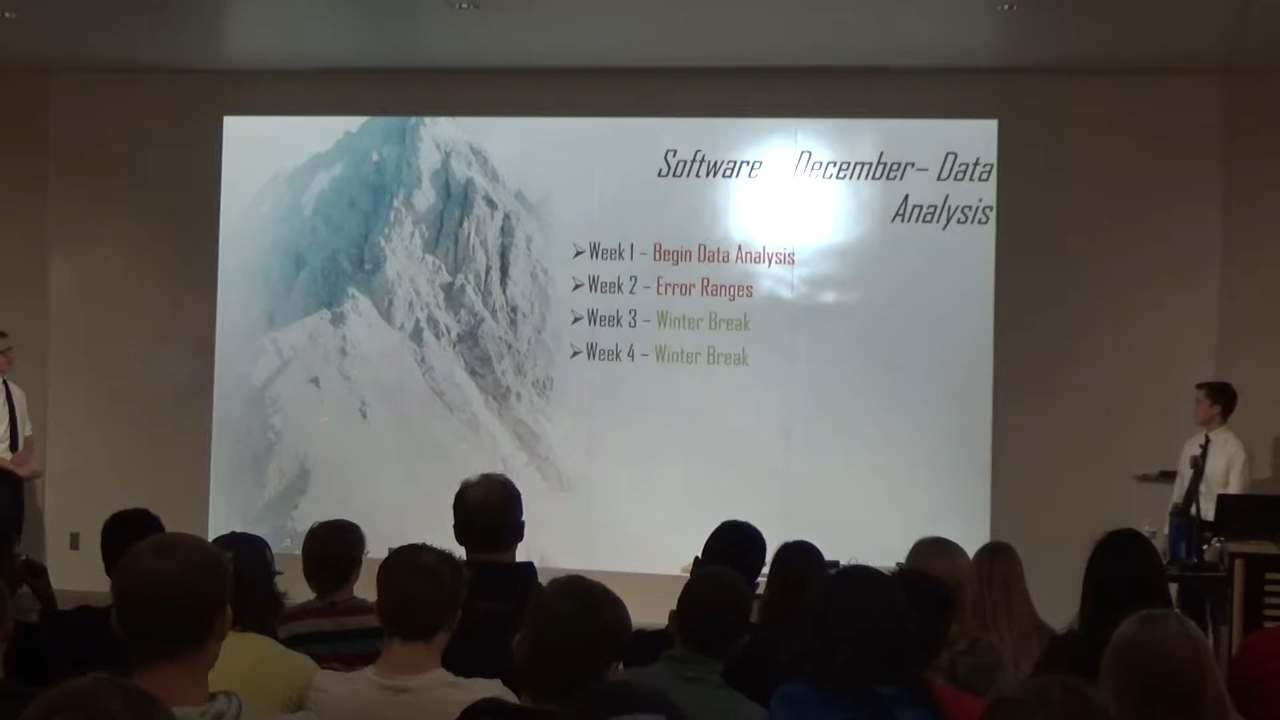 Software – December– Data
Analysis
➢Week 1 – Begin Data Analysis
➢Week 2 – Error Ranges
➢Week 3 – Winter Break
➢Week 4 – Winter Break